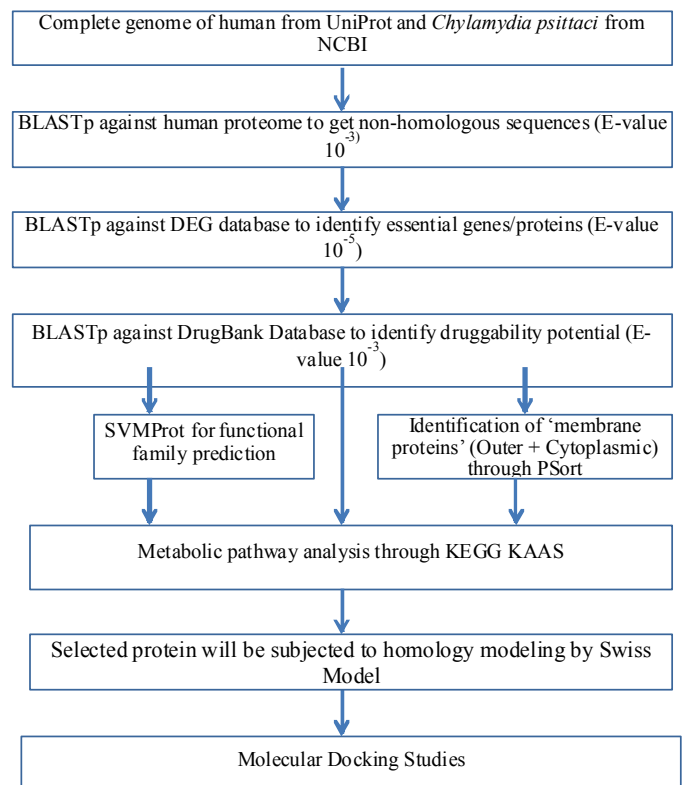 Complete genome of human from UniProt and Chylamydia psittaci from
NCBI
BLASTp against human proteome to get non-homologous sequences (E-value
10-3)
BLASTp against DEG database to identify essential genes/proteins (E-value
10-5)
BLASTp against DrugBank Database to identify druggability potential (E-
value 10-3)
SVMProt for functional
family prediction
Identification of ‘membrane
proteins’ (Outer + Cytoplasmic)
through PSort
Metabolic pathway analysis through KEGG KAAS
Selected protein will be subjected to homology modeling by Swiss
Model
Molecular Docking Studies